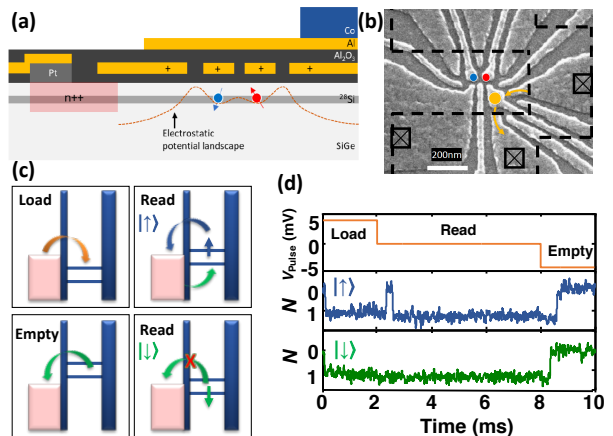 (a)
Co
Al
Al₂O₃
Pt
+ + + +
n++
²⁸Si
Electrostatic
potential landscape
SiGe
(b)
200nm
(c)
Load
Read
|↑⟩
Empty
Read
|↓⟩
X
(d)
V_Pulse (mV)
5
0
-5
Load
Read
Empty
N
0
1
|↑⟩
N
0
1
|↓⟩
0 2 4 6 8 10
Time (ms)